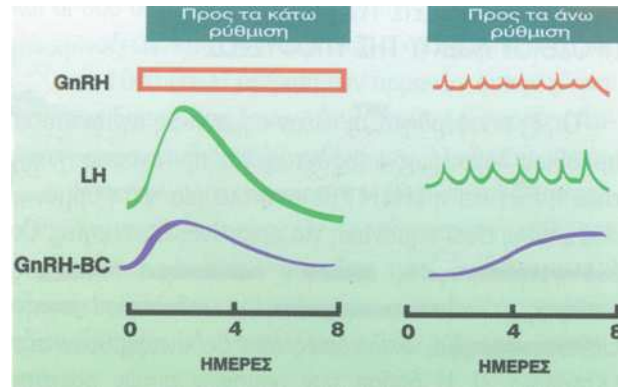 Προς τα κάτω
ρύθμιση
Προς τα άνω
ρύθμιση
GnRH
LH
GnRH-BC
0 4 8
0 4 8
ΗΜΕΡΕΣ
ΗΜΕΡΕΣ